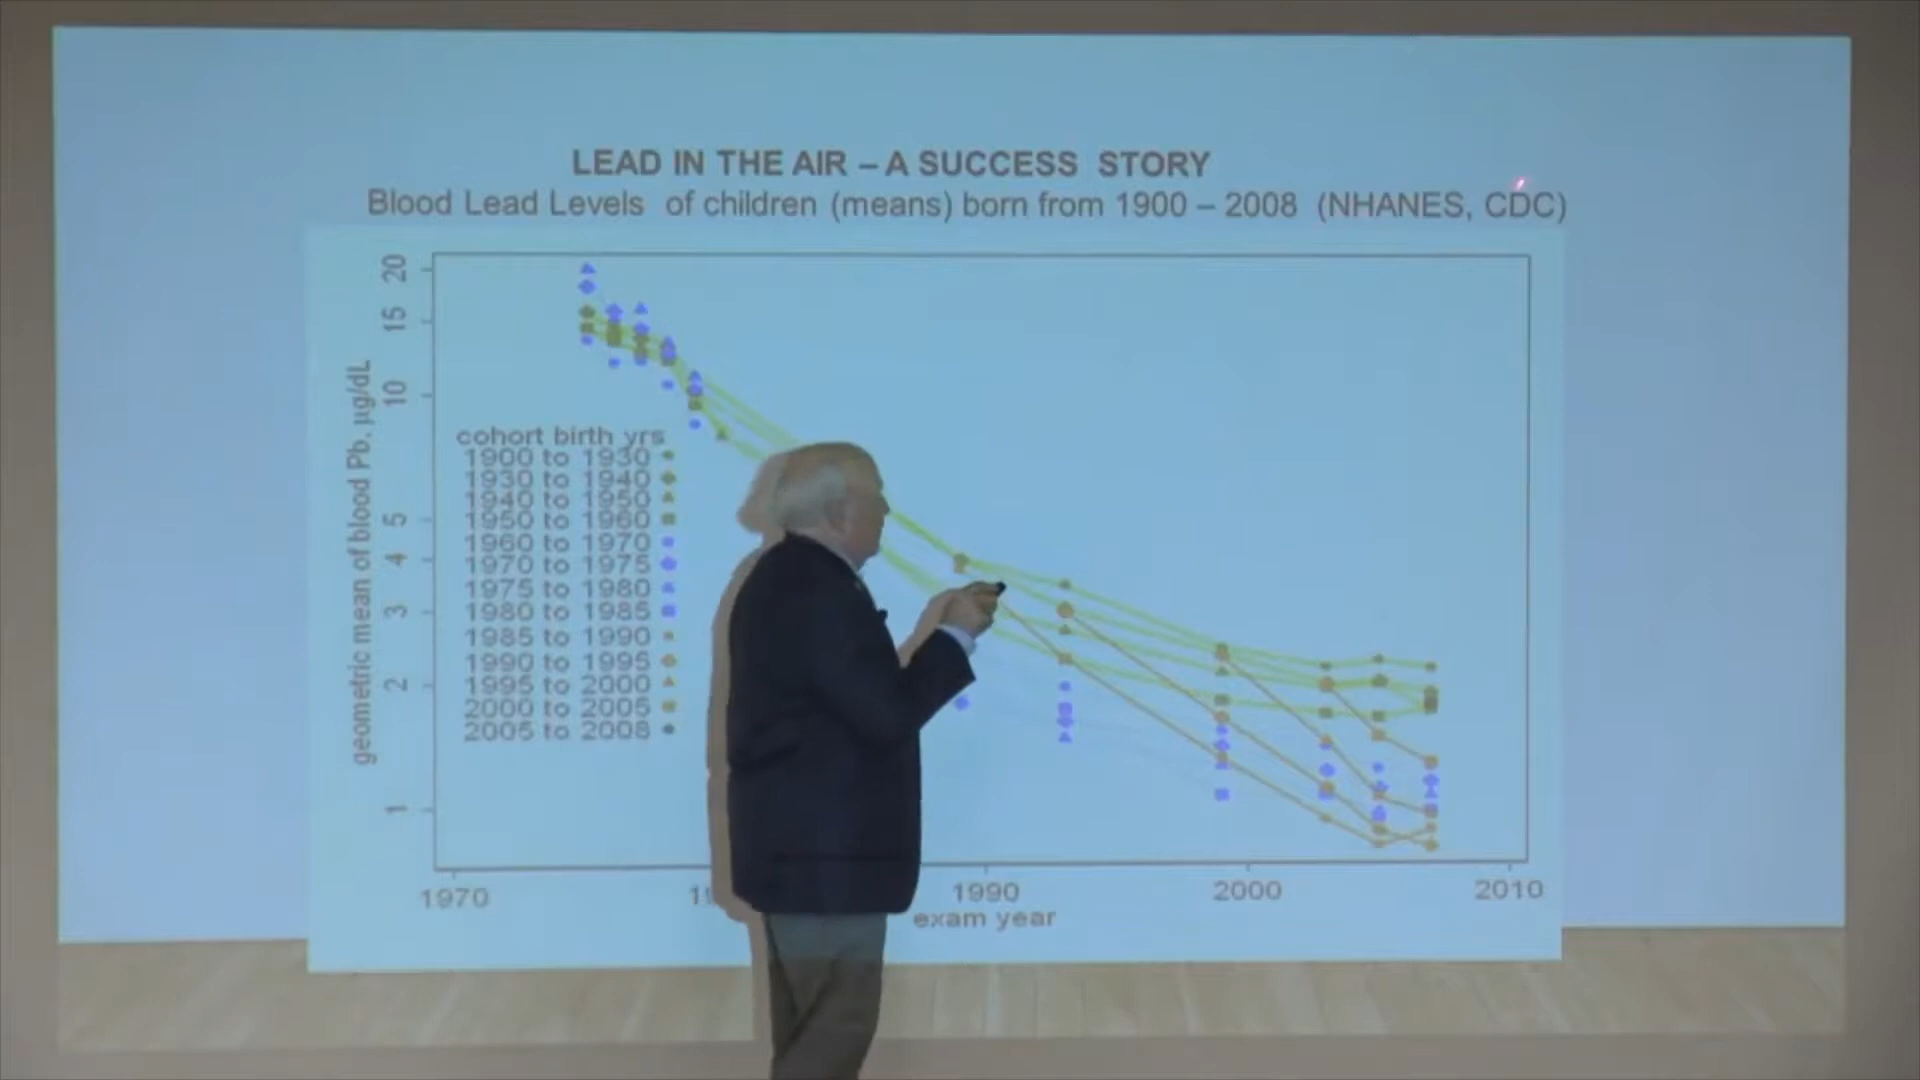 LEAD IN THE AIR – A SUCCESS STORY
Blood Lead Levels of children (means) born from 1900 – 2008 (NHANES, CDC)
geometric mean of blood Pb, µg/dL
20
15
10
5
4
3
2
1
cohort birth yrs
1900 to 1930
1930 to 1940
1940 to 1950
1950 to 1960
1960 to 1970
1970 to 1975
1975 to 1980
1980 to 1985
1985 to 1990
1990 to 1995
1995 to 2000
2000 to 2005
2005 to 2008
1970 1990 2000 2010
exam year